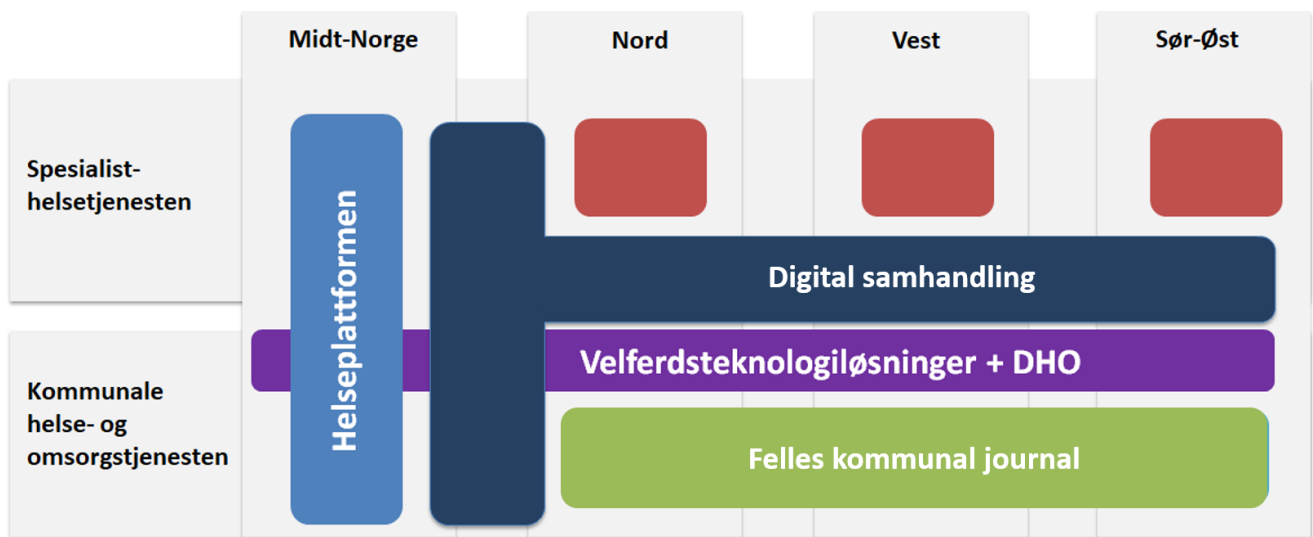 Midt-Norge
Nord
Vest
Sør-Øst
Spesialist-
helsetjenesten
Helseplattformen
Digital samhandling
Velferdsteknologiløsninger + DHO
Kommunale
helse- og
omsorgstjenesten
Felles kommunal journal